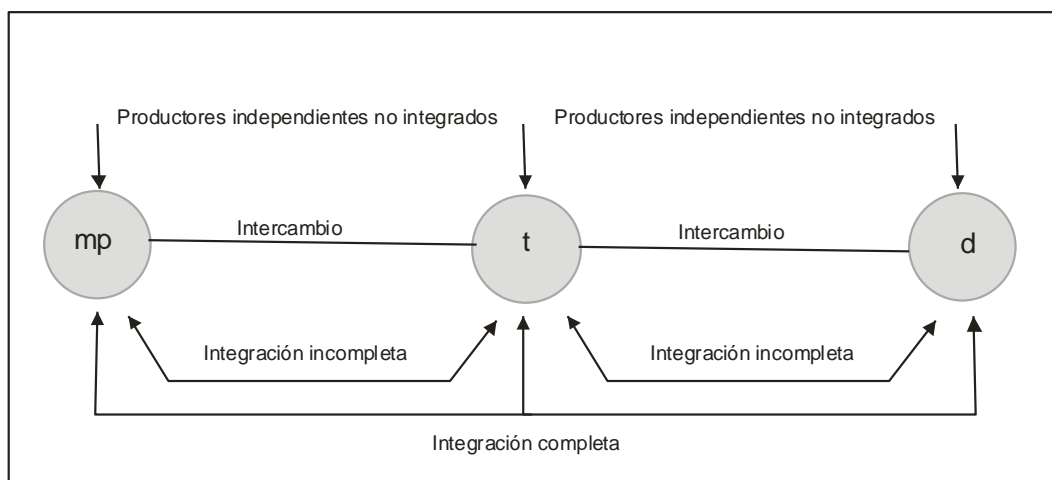 Productores independientes no integrados
Productores independientes no integrados
mp
Intercambio
t
Intercambio
d
Integración incompleta
Integración incompleta
Integración completa